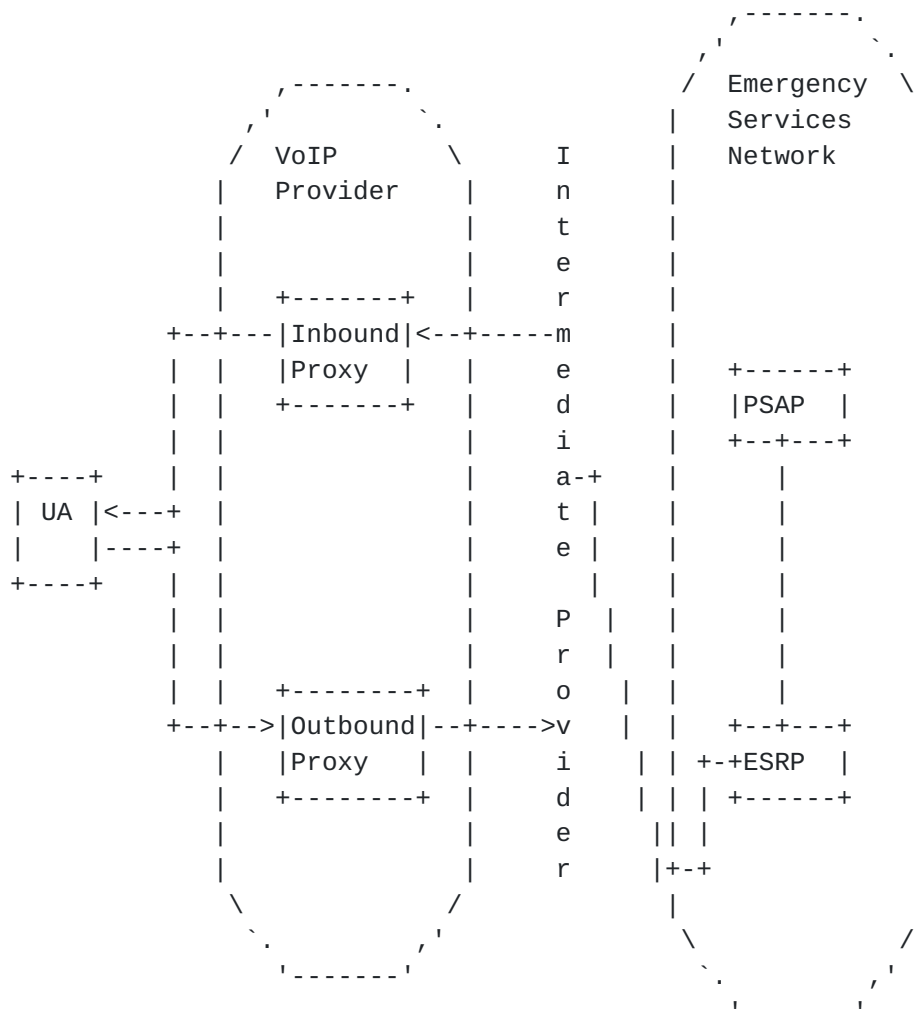 Emergency
Services
VoIP
Network
Provider
Inbound
Proxy
PSAP
UA
Intermediate
Provider
Outbound
Proxy
ESRP